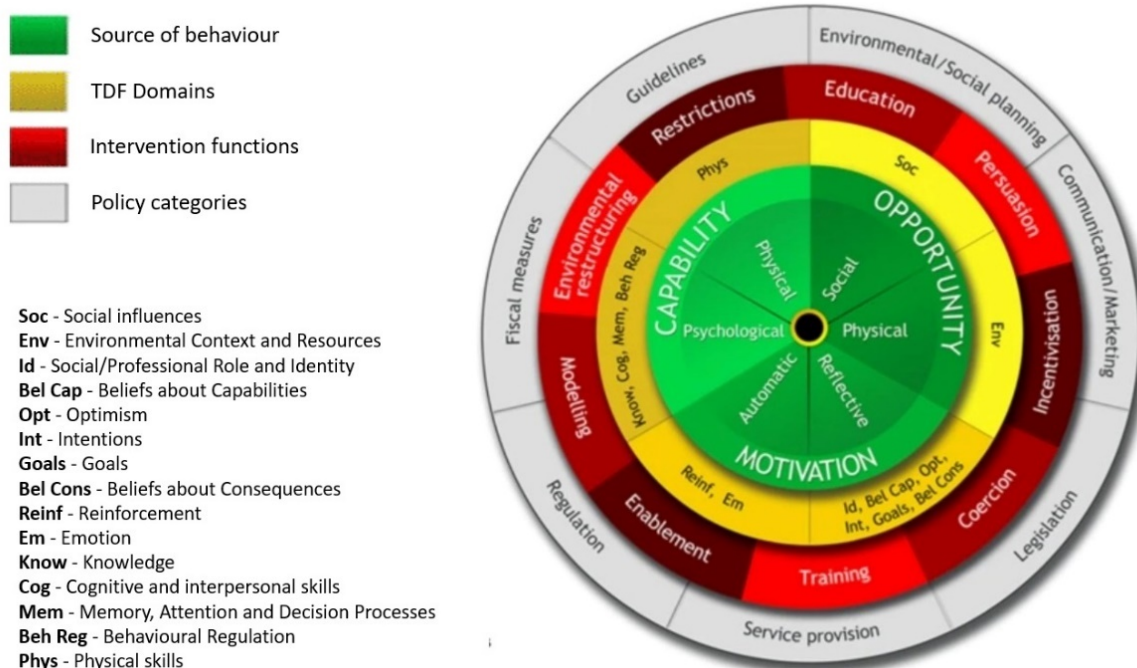 Source of behaviour
TDF Domains
Intervention functions
Policy categories
Soc - Social influences
Env - Environmental Context and Resources
Id - Social/Professional Role and Identity
Bel Cap - Beliefs about Capabilities
Opt - Optimism
Int - Intentions
Goals - Goals
Bel Cons - Beliefs about Consequences
Reinf - Reinforcement
Em - Emotion
Know - Knowledge
Cog - Cognitive and interpersonal skills
Mem - Memory, Attention and Decision Processes
Beh Reg - Behavioural Regulation
Phys - Physical skills
Guidelines
Environmental/Social planning
Communication/Marketing
Legislation
Service provision
Regulation
Fiscal measures
Restrictions
Education
Persuasion
Incentivisation
Coercion
Training
Enablement
Modelling
Environmental
restructuring
Phys
Soc
Env
Id, Bel Cap, Opt,
Int, Goals, Bel Cons
Reinf, Em
Know, Cog, Mem, Beh Reg
CAPABILITY
OPPORTUNITY
MOTIVATION
Physical
Social
Physical
Reflective
Automatic
Psychological